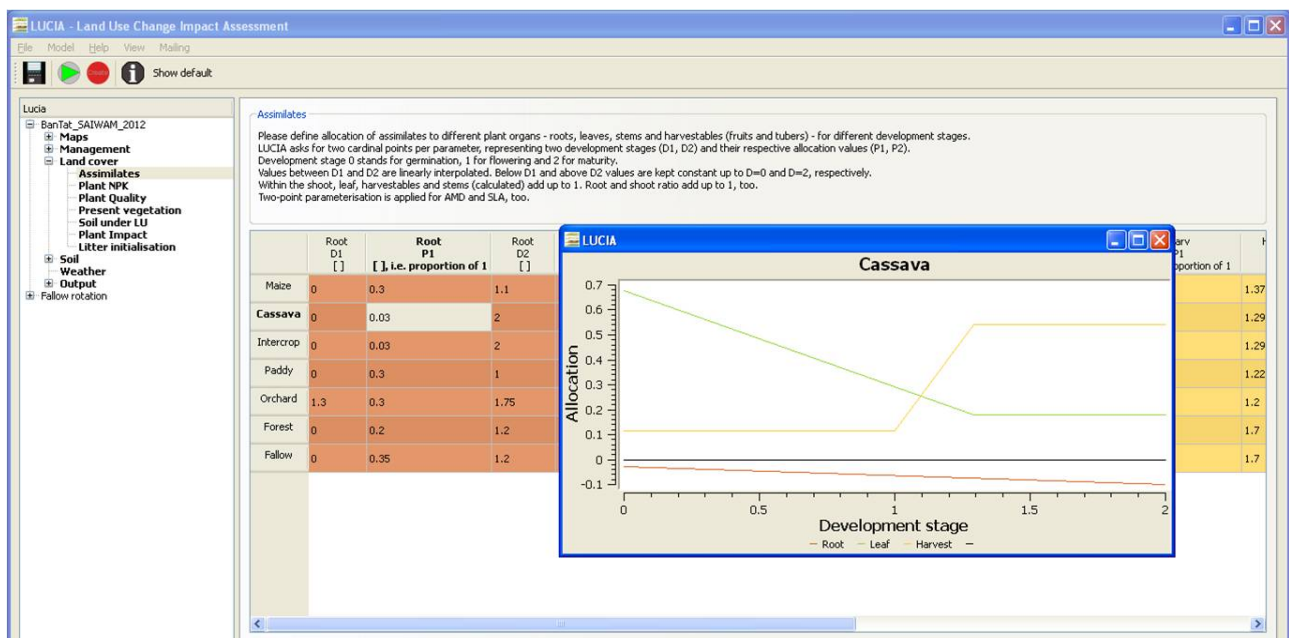 LUCIA - Land Use Change Impact Assessment
File Model Help View Mailing
Create Show default
Lucia
BanTat_SAIWAM_2012
Maps
Management
Land cover
Assimilates
Plant NPK
Plant Quality
Present vegetation
Soil under LU
Plant Impact
Litter initialisation
Soil
Weather
Output
Fallow rotation
Assimilates
Please define allocation of assimilates to different plant organs - roots, leaves, stems and harvestables (fruits and tubers) - for different development stages.
LUCIA asks for two cardinal points per parameter, representing two development stages (D1, D2) and their respective allocation values (P1, P2).
Development stage 0 stands for germination, 1 for flowering and 2 for maturity.
Values between D1 and D2 are linearly interpolated. Below D1 and above D2 values are kept constant up to D=0 and D=2, respectively.
Within the shoot, leaf, harvestables and stems (calculated) add up to 1. Root and shoot ratio add up to 1, too.
Two-point parameterisation is applied for AMD and SLA, too.
Root Root Root arv H
D1 P1 D2 P1
[ ] [ ], i.e. proportion of 1 [ ] oportion of 1
Maize 0 0.3 1.1 1.37
Cassava 0 0.03 2 1.29
Intercrop 0 0.03 2 1.29
Paddy 0 0.3 1 1.22
Orchard 1.3 0.3 1.75 1.2
Forest 0 0.2 1.2 1.7
Fallow 0 0.35 1.2 1.7
LUCIA
Cassava
Allocation
0.7
0.6
0.5
0.4
0.3
0.2
0.1
0
-0.1
0 0.5 1 1.5 2
Development stage
Root Leaf Harvest